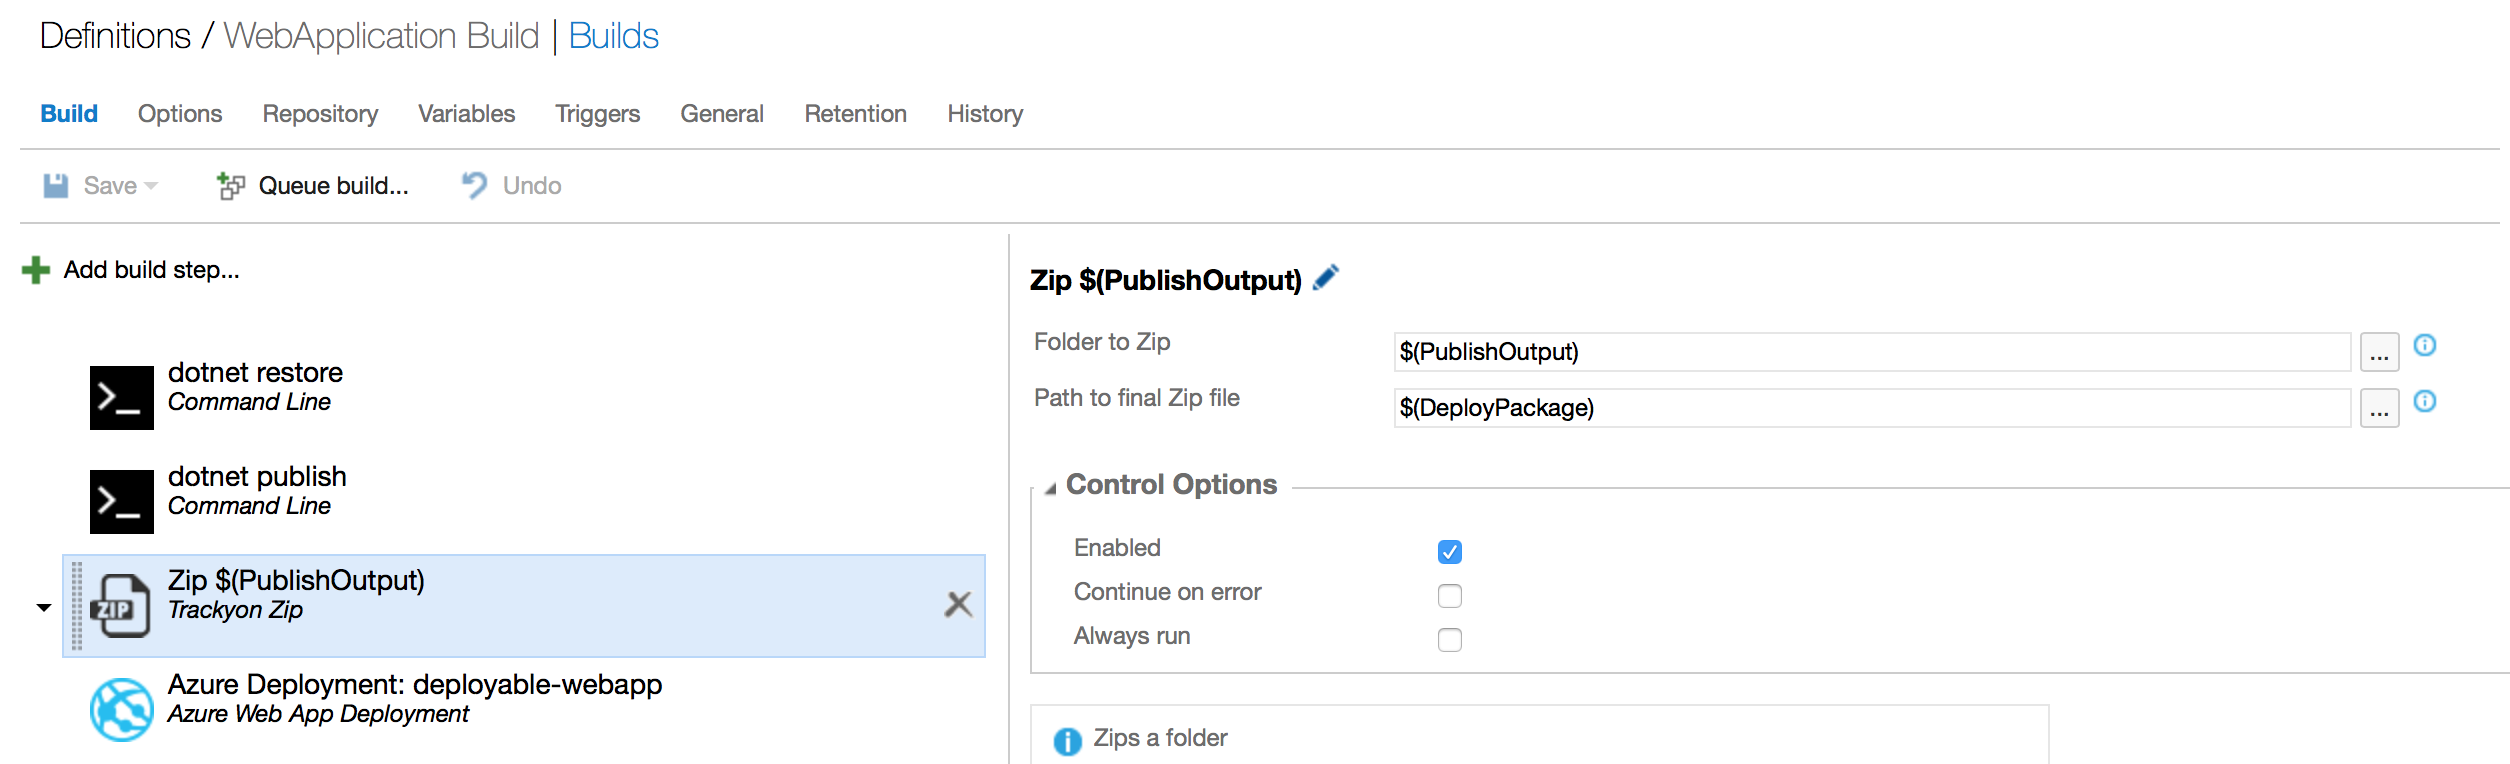 Definitions / WebApplication Build | Builds
Build Options Repository Variables Triggers General Retention History
Save Queue build... Undo
Add build step...
dotnet restore
Command Line
dotnet publish
Command Line
ZIP
Zip $(PublishOutput)
Trackyon Zip
Azure Deployment: deployable-webapp
Azure Web App Deployment
Zip $(PublishOutput)
Folder to Zip $(PublishOutput) ...
Path to final Zip file $(DeployPackage) ...
Control Options
Enabled
Continue on error
Always run
Zips a folder